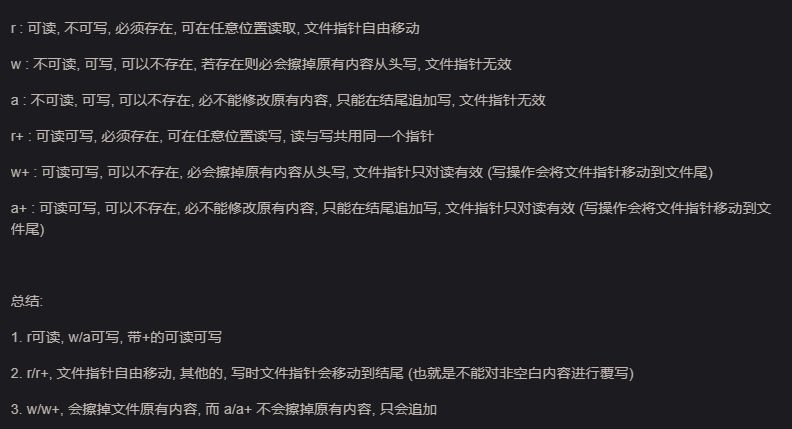 r : 可读, 不可写, 必须存在, 可在任意位置读取, 文件指针自由移动
w : 不可读, 可写, 可以不存在, 若存在则必会擦掉原有内容从头写, 文件指针无效
a : 不可读, 可写, 可以不存在, 必不能修改原有内容, 只能在结尾追加写, 文件指针无效
r+ : 可读可写, 必须存在, 可在任意位置读写, 读与写共用同一个指针
w+ : 可读可写, 可以不存在, 必会擦掉原有内容从头写, 文件指针只对读有效 (写操作会将文件指针移动到文件尾)
a+ : 可读可写, 可以不存在, 必不能修改原有内容, 只能在结尾追加写, 文件指针只对读有效 (写操作会将文件指针移动到文
件尾)
总结:
1. r可读, w/a可写, 带+的可读可写
2. r/r+, 文件指针自由移动, 其他的, 写时文件指针会移动到结尾 (也就是不能对非空白内容进行覆写)
3. w/w+, 会擦掉文件原有内容, 而 a/a+ 不会擦掉原有内容, 只会追加